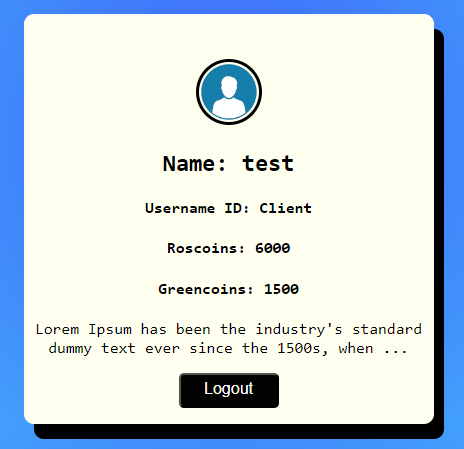 Name: test
Username ID: Client
Roscoins: 6000
Greencoins: 1500
Lorem Ipsum has been the industry's standard
dummy text ever since the 1500s, when ...
Logout